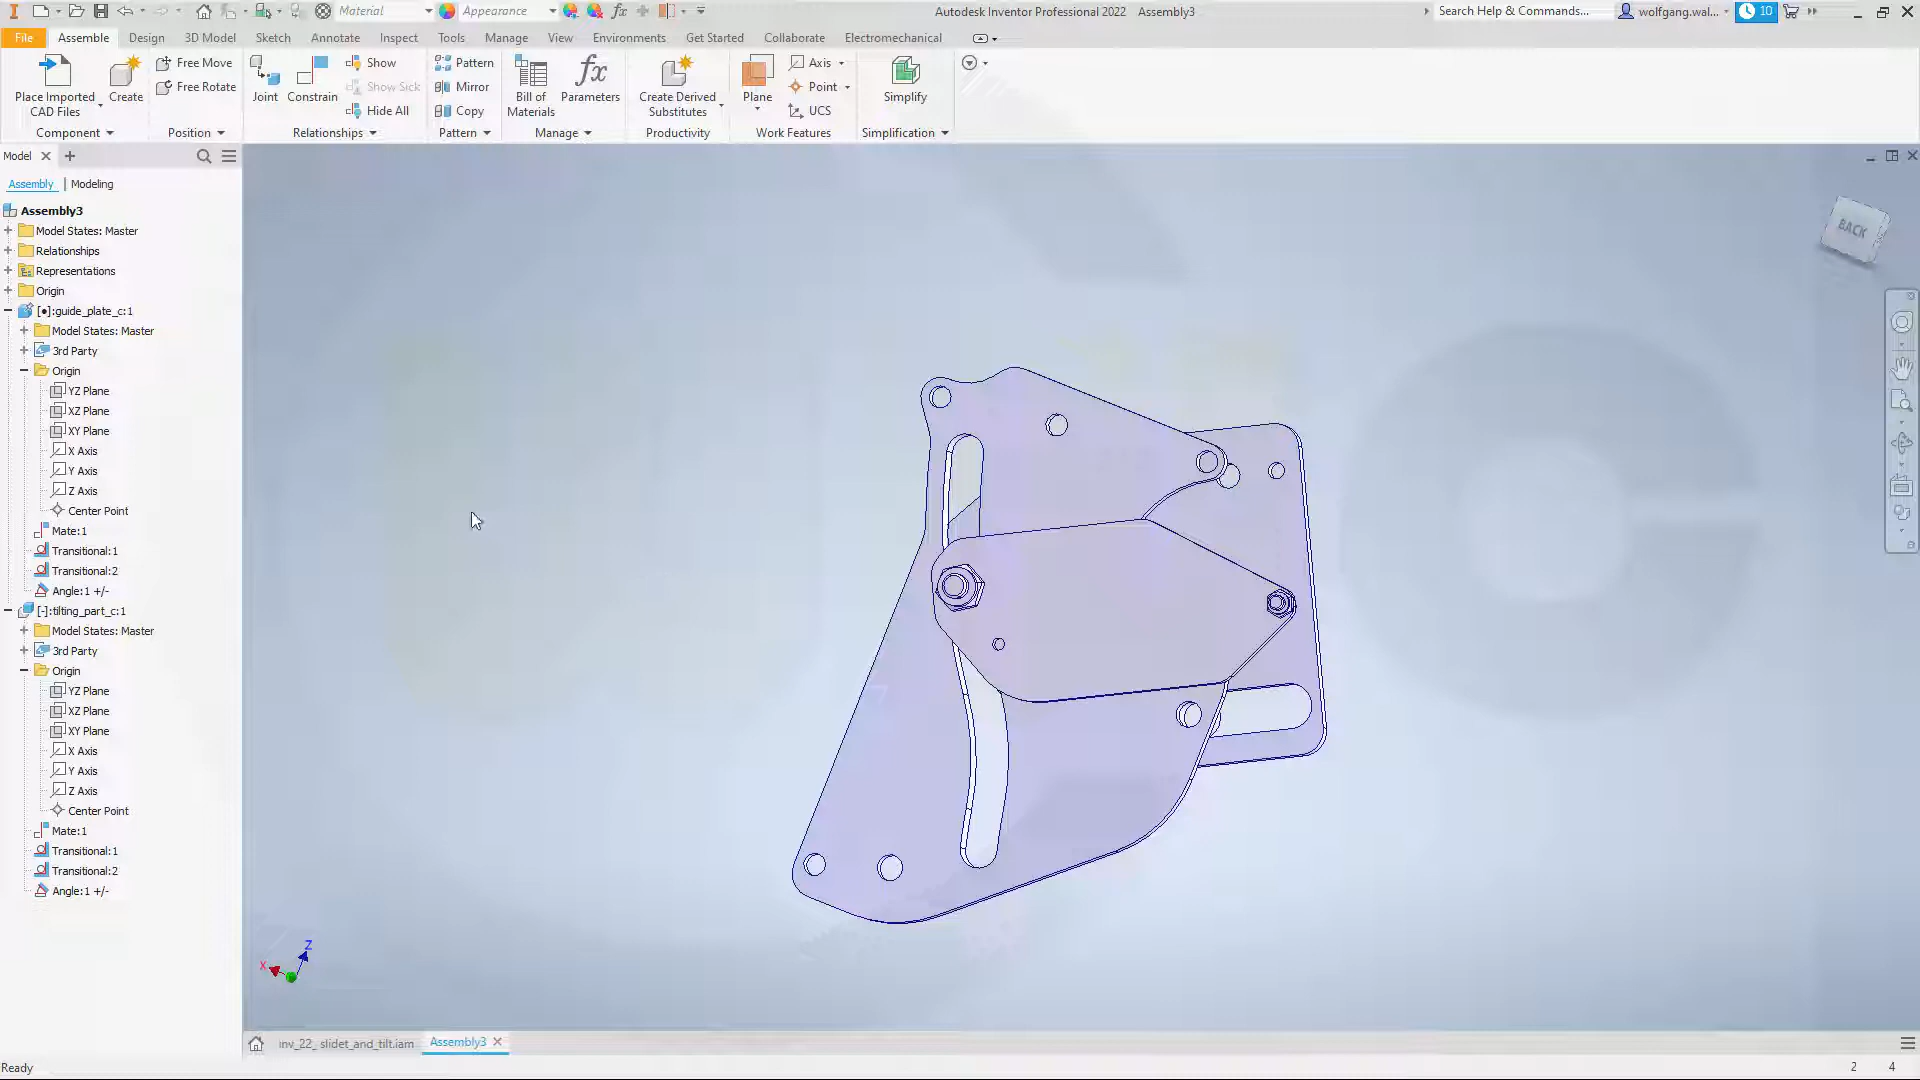 Material Appearance Autodesk Inventor Professional 2022 Assembly3 Search Help & Commands... wolfgang.wal... 10
File Assemble Design 3D Model Sketch Annotate Inspect Tools Manage View Environments Get Started Collaborate Electromechanical
Place Imported CAD Files
Create
Free Move
Free Rotate
Component
Position
Joint
Constrain
Show
Show Sick
Hide All
Relationships
Pattern
Mirror
Copy
Pattern
Bill of Materials
fx
Parameters
Manage
Create Derived Substitutes
Productivity
Plane
Axis
Point
UCS
Work Features
Simplify
Simplification
Model
Assembly | Modeling
Assembly3
Model States: Master
Relationships
Representations
Origin
[●]:guide_plate_c:1
Model States: Master
3rd Party
Origin
YZ Plane
XZ Plane
XY Plane
X Axis
Y Axis
Z Axis
Center Point
Mate:1
Transitional:1
Transitional:2
Angle:1 +/-
[-]:tilting_part_c:1
Model States: Master
3rd Party
Origin
YZ Plane
XZ Plane
XY Plane
X Axis
Y Axis
Z Axis
Center Point
Mate:1
Transitional:1
Transitional:2
Angle:1 +/-
BACK
Z
X
inv_22_ slidet_and_tilt.iam Assembly3
Ready 2 4